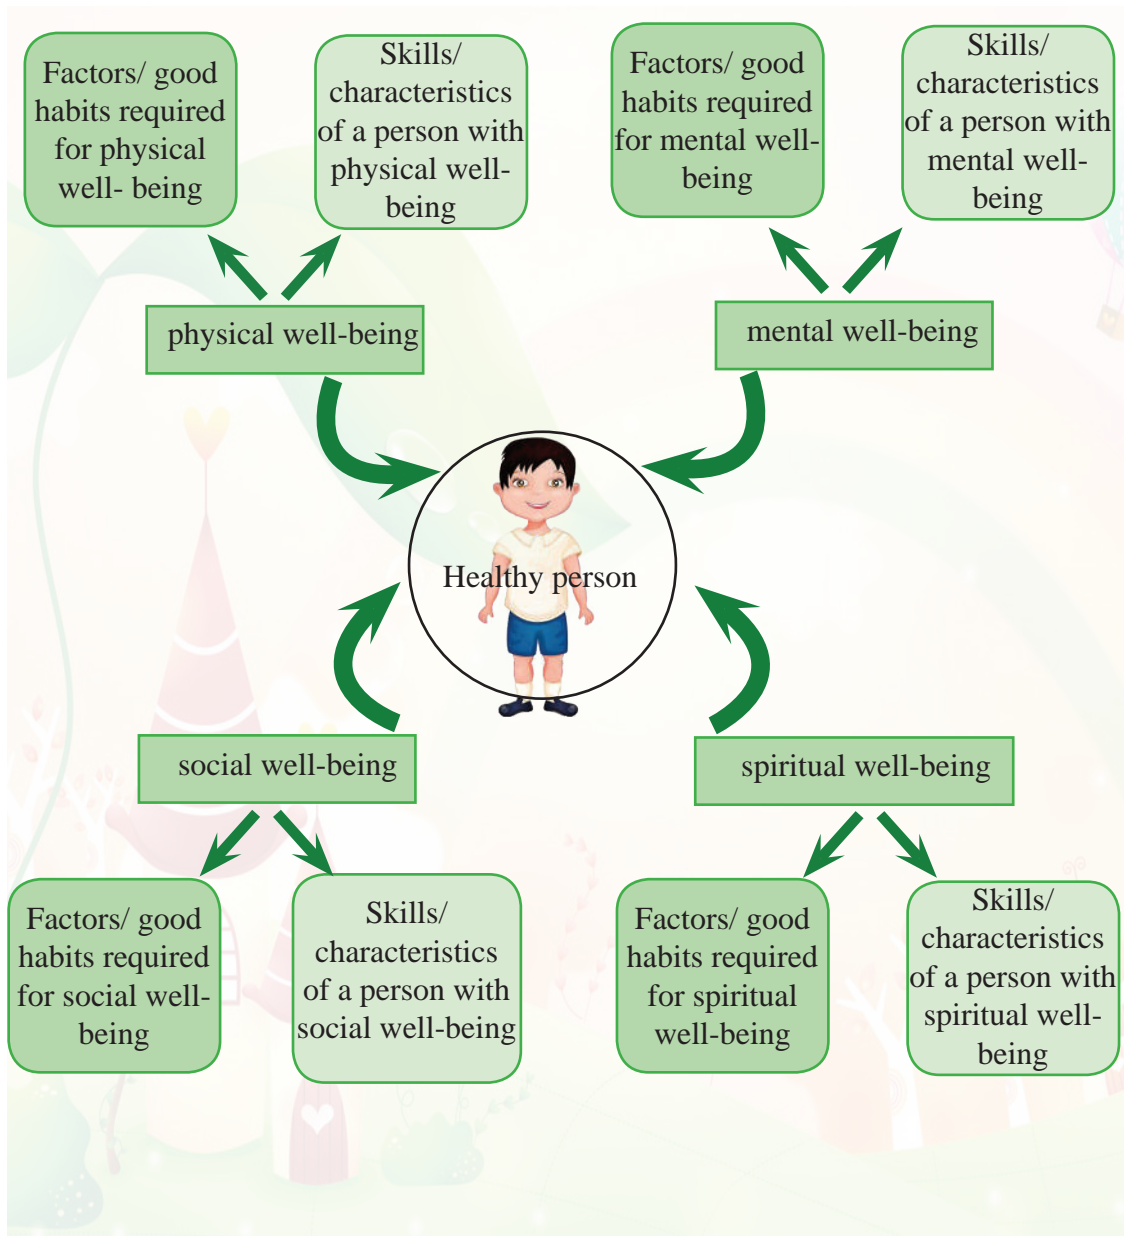 Factors/ good
habits required
for physical
well- being
Skills/
characteristics
of a person with
physical well-
being
Factors/ good
habits required
for mental well-
being
Skills/
characteristics
of a person with
mental well-
being
physical well-being
mental well-being
Healthy person
social well-being
spiritual well-being
Factors/ good
habits required
for social well-
being
Skills/
characteristics
of a person with
social well-being
Factors/ good
habits required
for spiritual
well-being
Skills/
characteristics
of a person with
spiritual well-
being